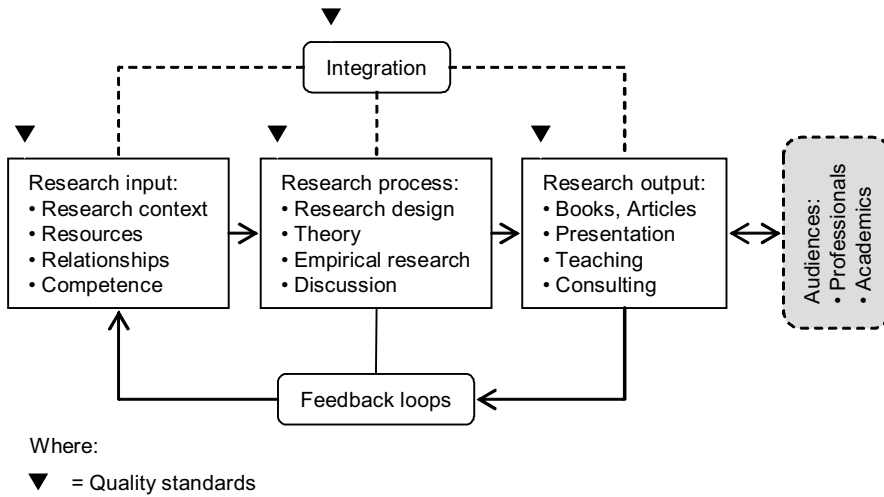 Integration
Research input:
• Research context
• Resources
• Relationships
• Competence
Research process:
• Research design
• Theory
• Empirical research
• Discussion
Research output:
• Books, Articles
• Presentation
• Teaching
• Consulting
Audiences:
• Professionals
• Academics
Feedback loops
Where:
▼ = Quality standards